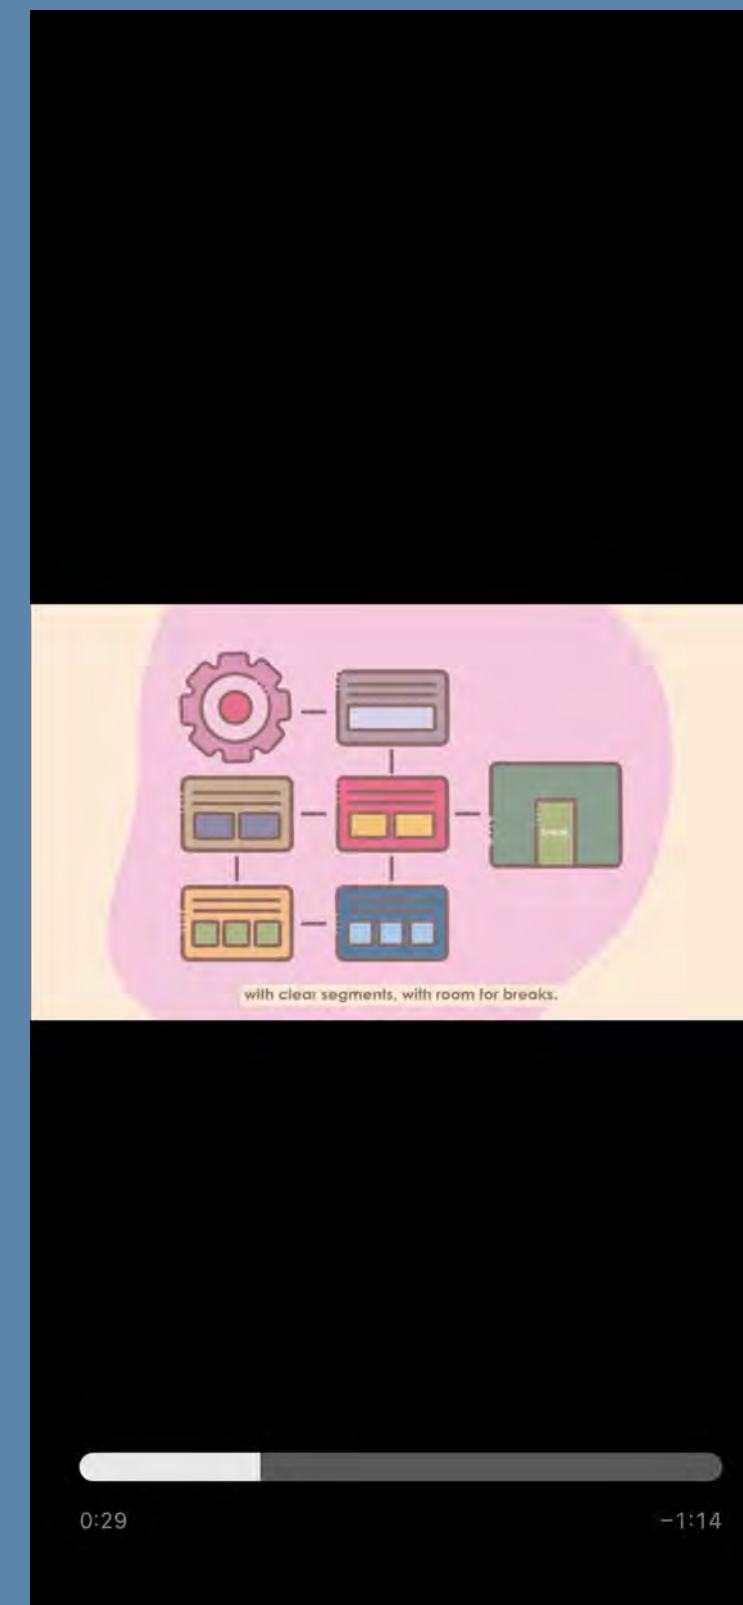 with clear segments, with room for breaks.
0:29
−1:14